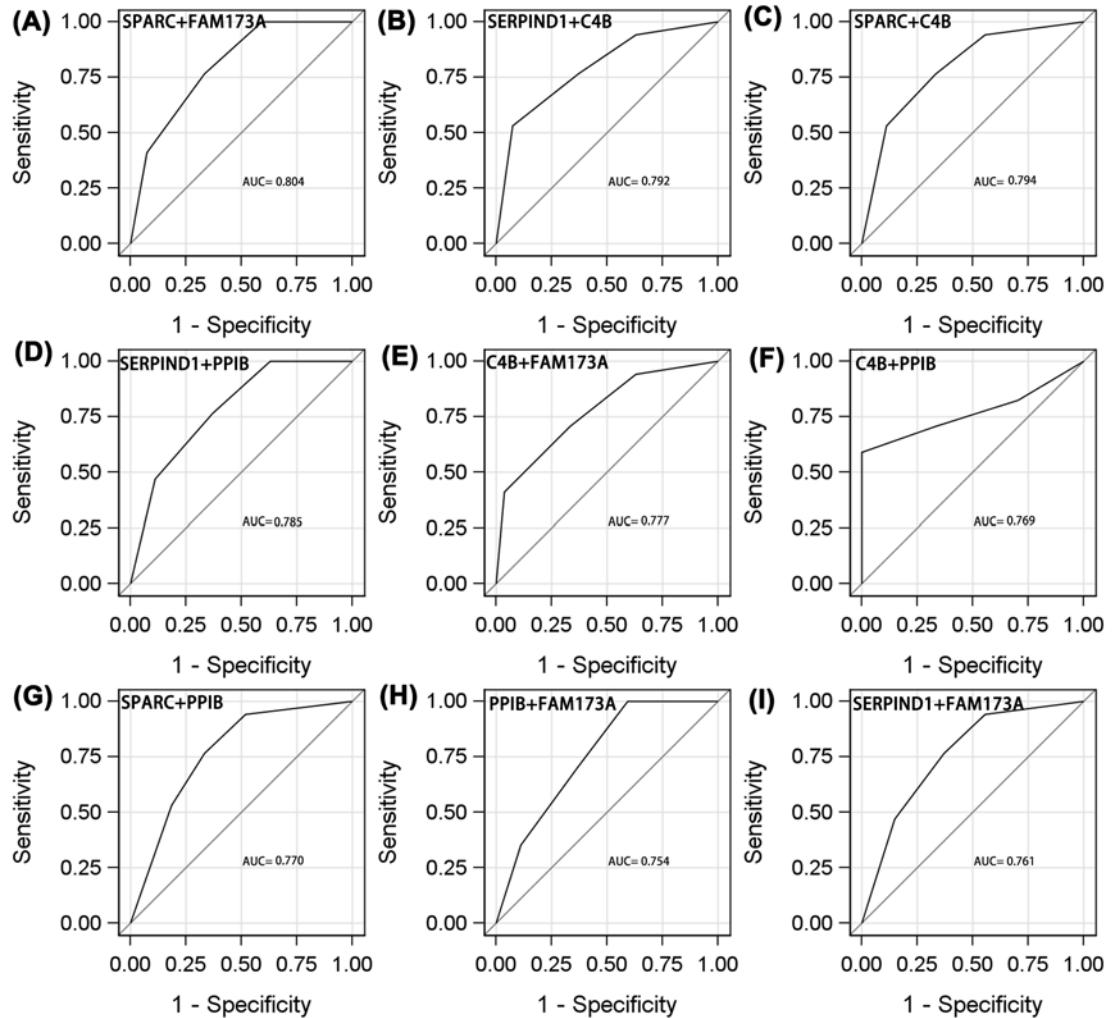 (A) SPARC+FAM173A
1.00
0.75
0.50
0.25
0.00
Sensitivity
AUC= 0.804
0.00 0.25 0.50 0.75 1.00
1 - Specificity
(B) SERPIND1+C4B
1.00
0.75
0.50
0.25
0.00
Sensitivity
AUC= 0.792
0.00 0.25 0.50 0.75 1.00
1 - Specificity
(C) SPARC+C4B
1.00
0.75
0.50
0.25
0.00
Sensitivity
AUC= 0.794
0.00 0.25 0.50 0.75 1.00
1 - Specificity
(D) SERPIND1+PPIB
1.00
0.75
0.50
0.25
0.00
Sensitivity
AUC= 0.785
0.00 0.25 0.50 0.75 1.00
1 - Specificity
(E) C4B+FAM173A
1.00
0.75
0.50
0.25
0.00
Sensitivity
AUC= 0.777
0.00 0.25 0.50 0.75 1.00
1 - Specificity
(F) C4B+PPIB
1.00
0.75
0.50
0.25
0.00
Sensitivity
AUC= 0.769
0.00 0.25 0.50 0.75 1.00
1 - Specificity
(G) SPARC+PPIB
1.00
0.75
0.50
0.25
0.00
Sensitivity
AUC= 0.770
0.00 0.25 0.50 0.75 1.00
1 - Specificity
(H) PPIB+FAM173A
1.00
0.75
0.50
0.25
0.00
Sensitivity
AUC= 0.754
0.00 0.25 0.50 0.75 1.00
1 - Specificity
(I) SERPIND1+FAM173A
1.00
0.75
0.50
0.25
0.00
Sensitivity
AUC= 0.761
0.00 0.25 0.50 0.75 1.00
1 - Specificity